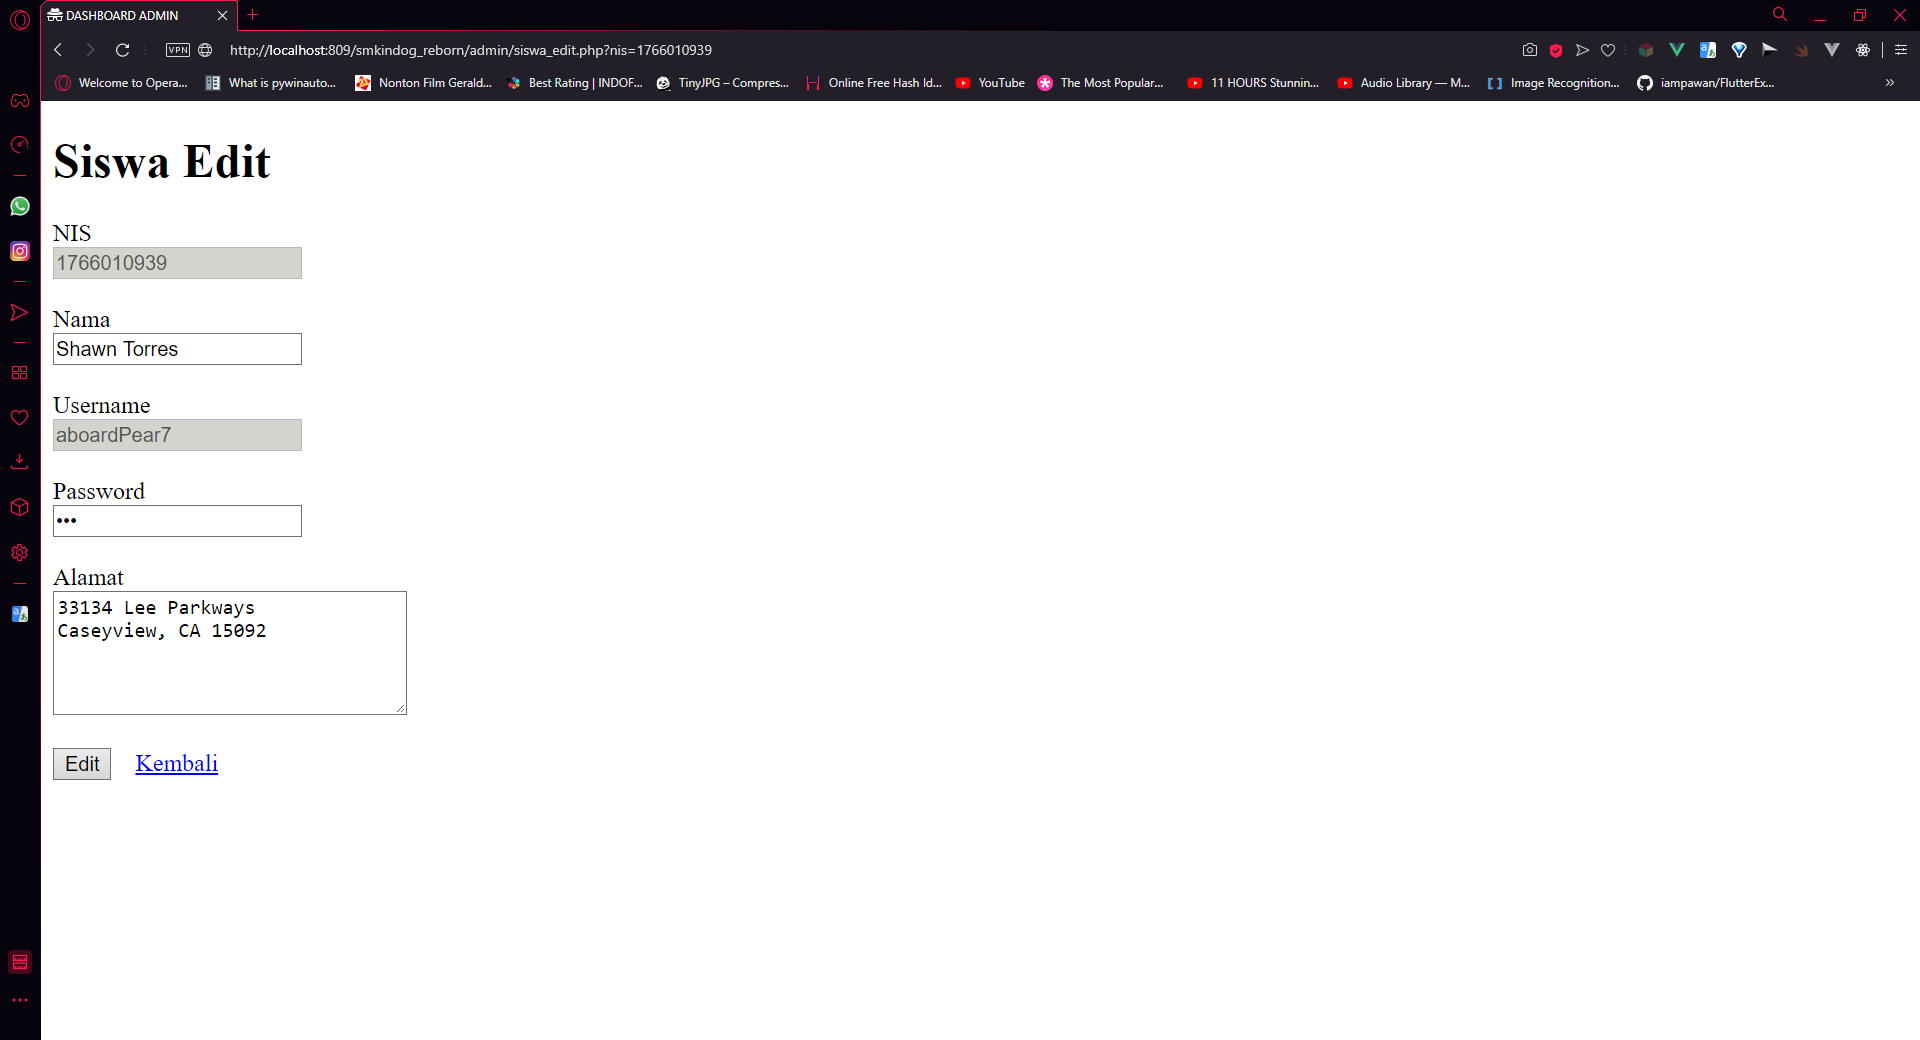 DASHBOARD ADMIN
VPN
http://localhost:809/smkindog_reborn/admin/siswa_edit.php?nis=1766010939
Welcome to Opera...
What is pywinauto...
Nonton Film Gerald...
Best Rating | INDOF...
TinyJPG – Compres...
Online Free Hash Id...
YouTube
The Most Popular...
11 HOURS Stunnin...
Audio Library — M...
Image Recognition...
iampawan/FlutterEx...
Siswa Edit
NIS
1766010939
Nama
Shawn Torres
Username
aboardPear7
Password
•••
Alamat
33134 Lee Parkways
Caseyview, CA 15092
Edit Kembali